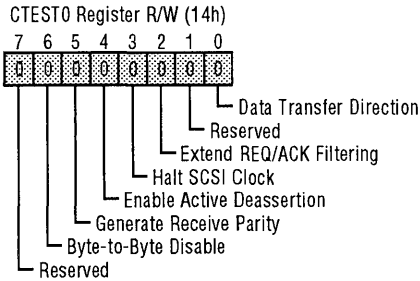 CTEST0 Register R/W (14h)
7 6 5 4 3 2 1 0
0 0 0 0 0 0 0 0
Data Transfer Direction
Reserved
Extend REQ/ACK Filtering
Halt SCSI Clock
Enable Active Deassertion
Generate Receive Parity
Byte-to-Byte Disable
Reserved